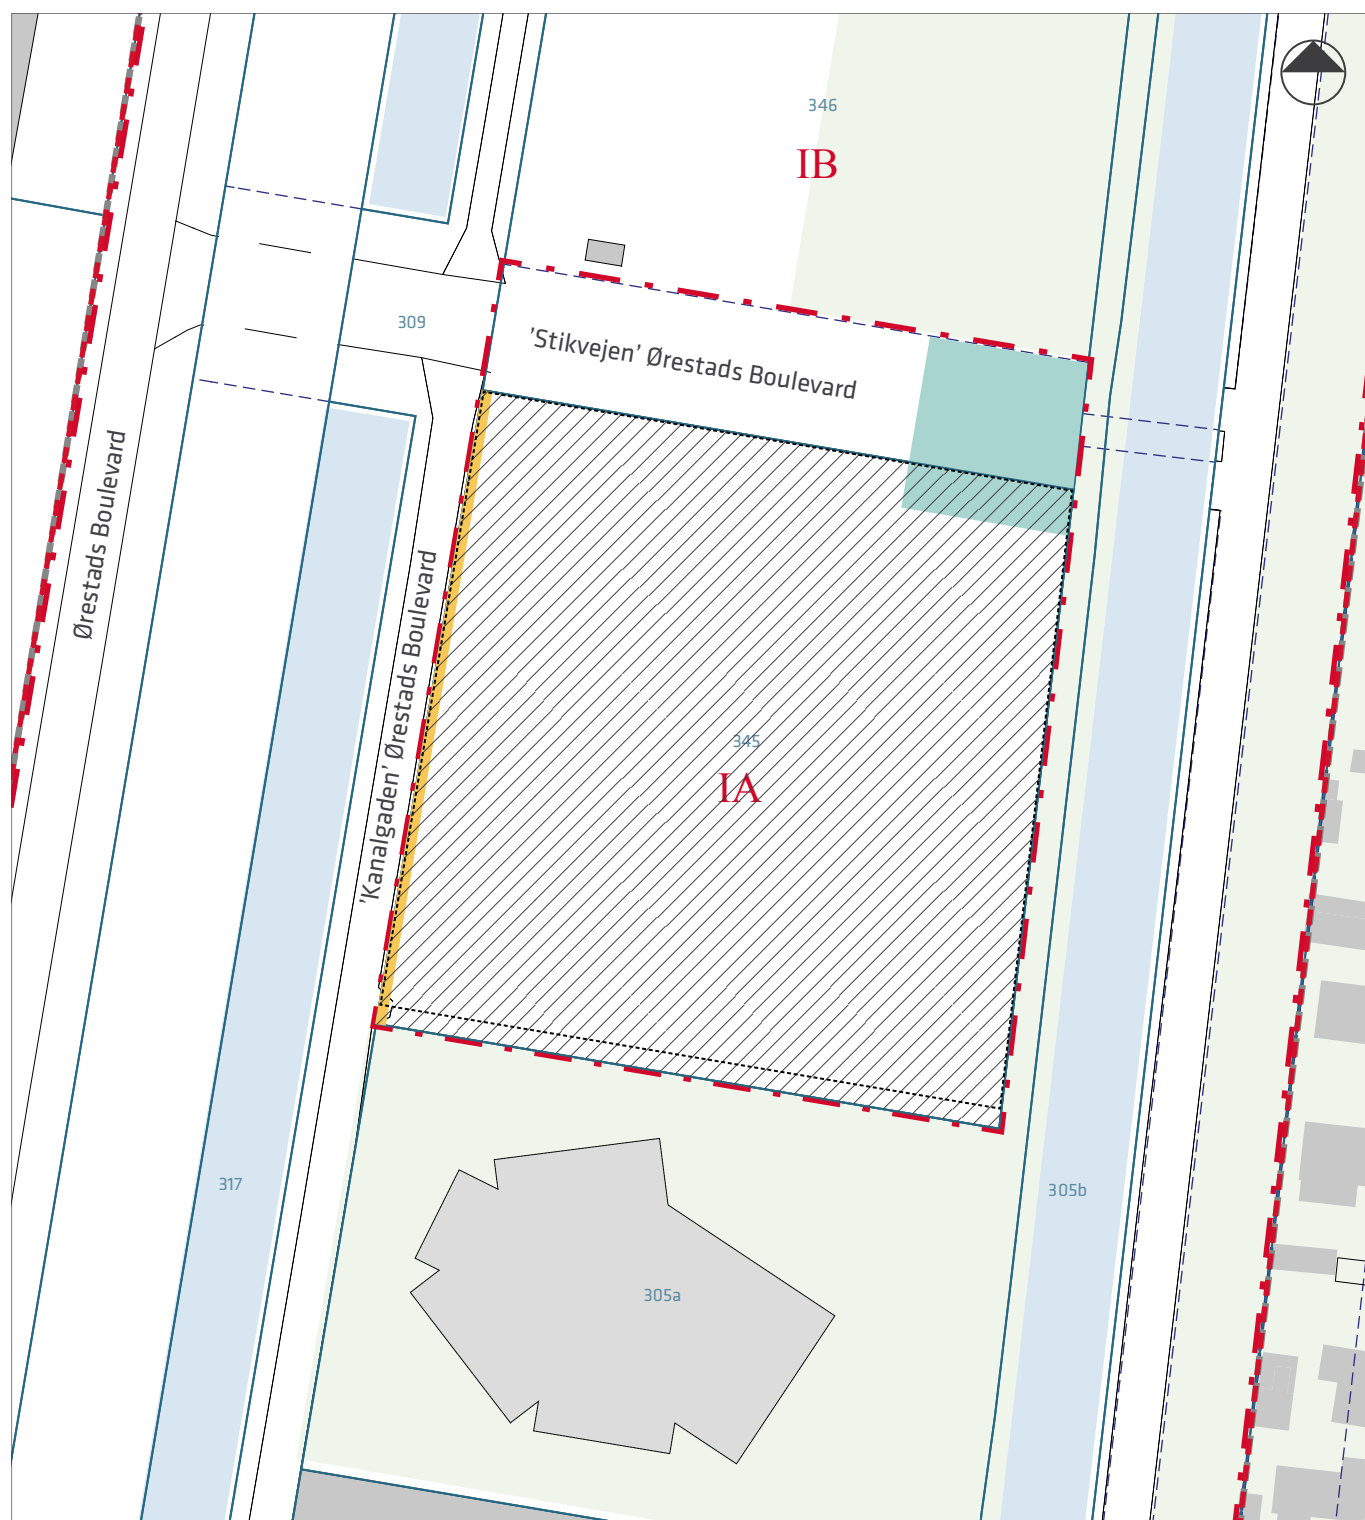 346
IB
309
’Stikvejen’ Ørestads Boulevard
Ørestads Boulevard
’Kanalgaden’ Ørestads Boulevard
345
IA
317
305b
305a